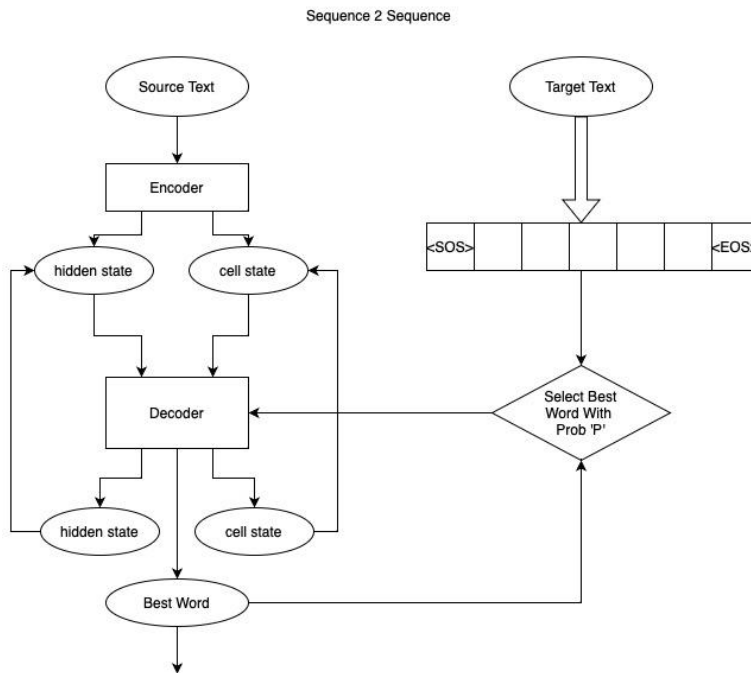 Sequence 2 Sequence
Source Text
Target Text
Encoder
<SOS>
<EOS>
hidden state
cell state
Decoder
Select Best
Word With
Prob 'P'
hidden state
cell state
Best Word